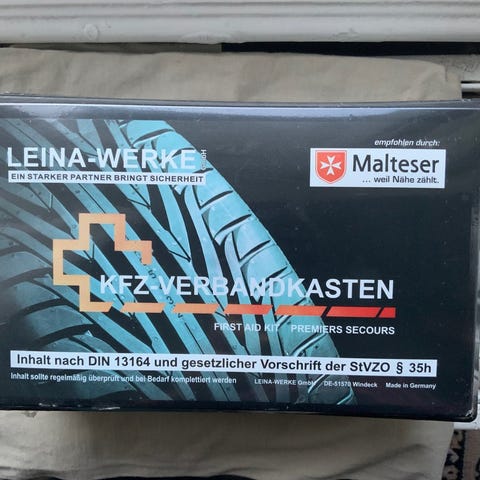 LEINA-WERKE GmbH
EIN STARKER PARTNER BRINGT SICHERHEIT
empfohlen durch:
Malteser
... weil Nähe zählt.
KFZ-VERBANDKASTEN
FIRST AID KIT PREMIERS SECOURS
Inhalt nach DIN 13164 und gesetzlicher Vorschrift der StVZO § 35h
Inhalt sollte regelmäßig überprüft und bei Bedarf komplettiert werden LEINA-WERKE GmbH DE-51570 Windeck Made in Germany